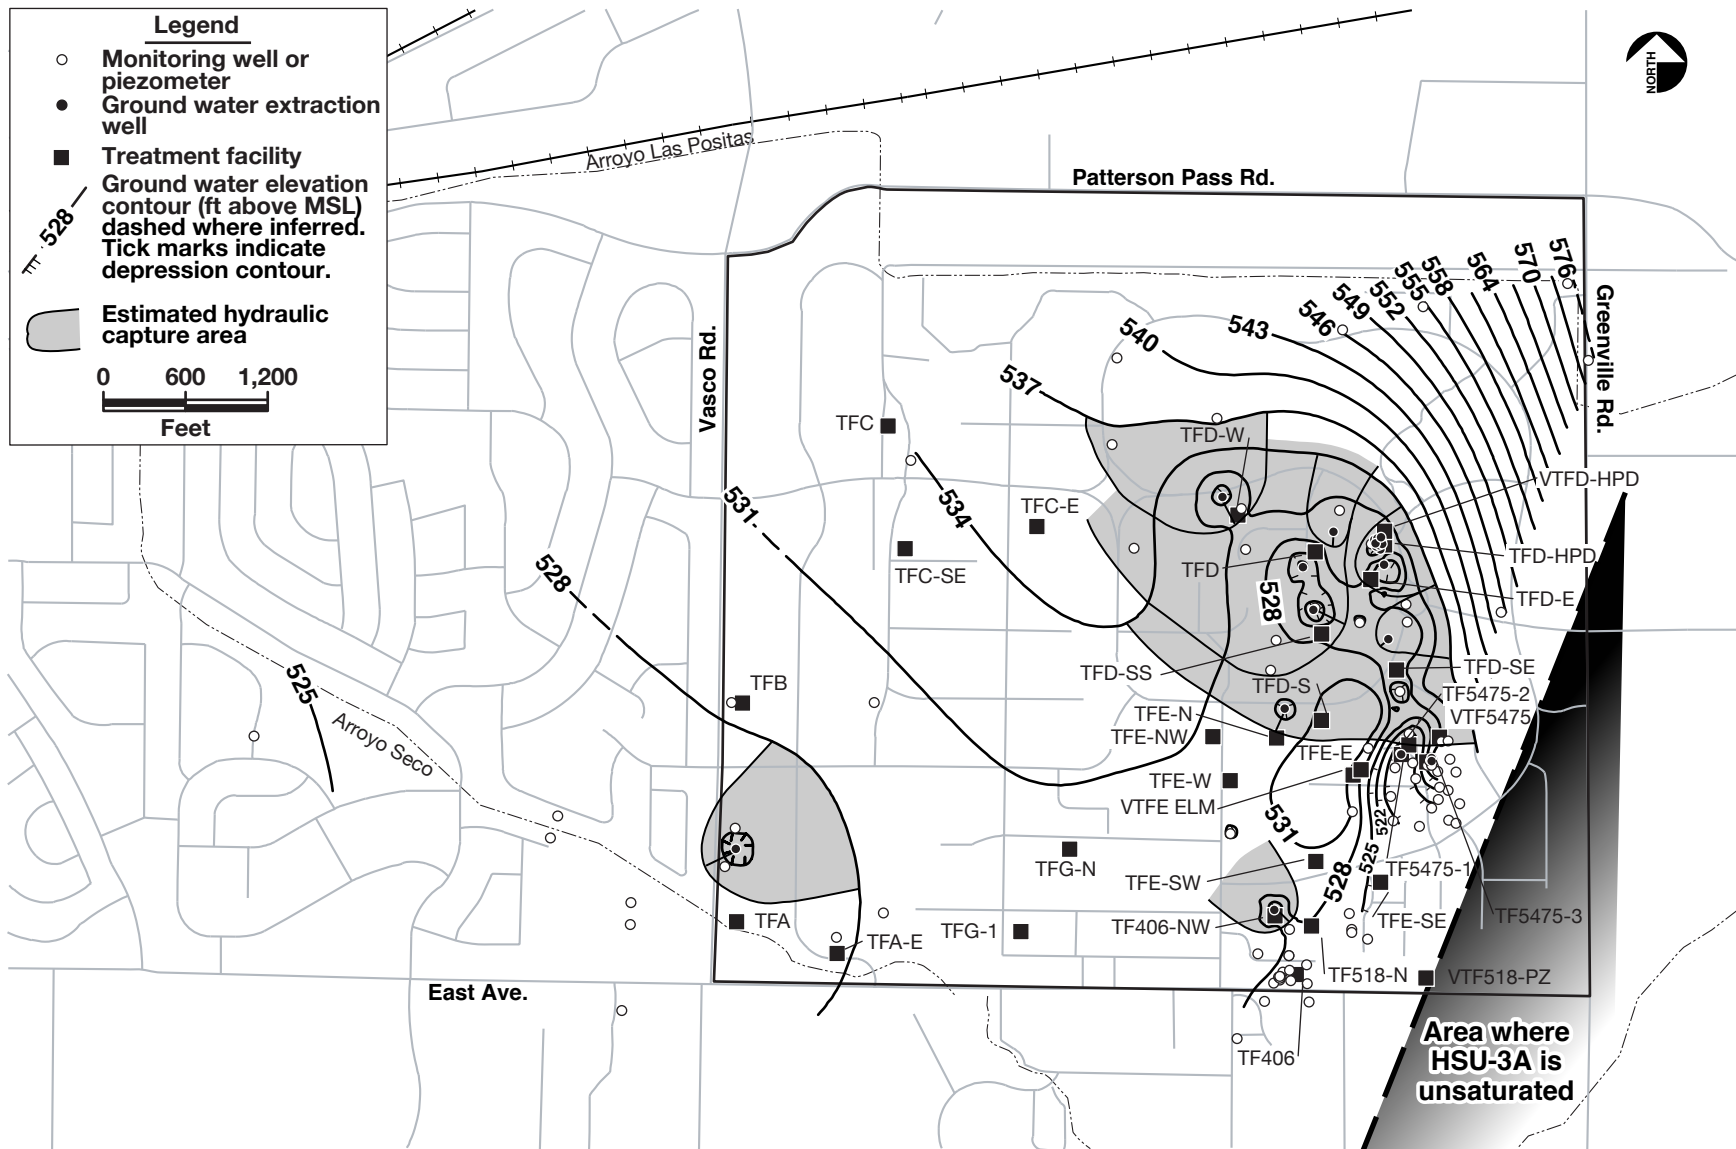 Legend
Monitoring well or
piezometer
Ground water extraction
well
Treatment facility
Ground water elevation
contour (ft above MSL)
dashed where inferred.
Tick marks indicate
depression contour.
528
Estimated hydraulic
capture area
0 600 1,200
Feet
NORTH
Arroyo Las Positas
Patterson Pass Rd.
Vasco Rd.
Greenville Rd.
537
540
543
546
549
552
555
558
564
570
576
TFC
TFD-W
VTFD-HPD
TFC-E
534
531
TFC-SE
TFD
TFD-HPD
528
528
TFD-E
525
Arroyo Seco
TFB
TFD-SS
TFD-S
TFD-SE
TF5475-2
VTF5475
TFE-N
TFE-NW
TFE-E
TFE-W
VTFE ELM
531
522
525
528
TFG-N
TFE-SW
TF5475-1
TFA
TFA-E
TFG-1
TF406-NW
TFE-SE
TF5475-3
TF518-N
VTF518-PZ
East Ave.
TF406
Area where
HSU-3A is
unsaturated